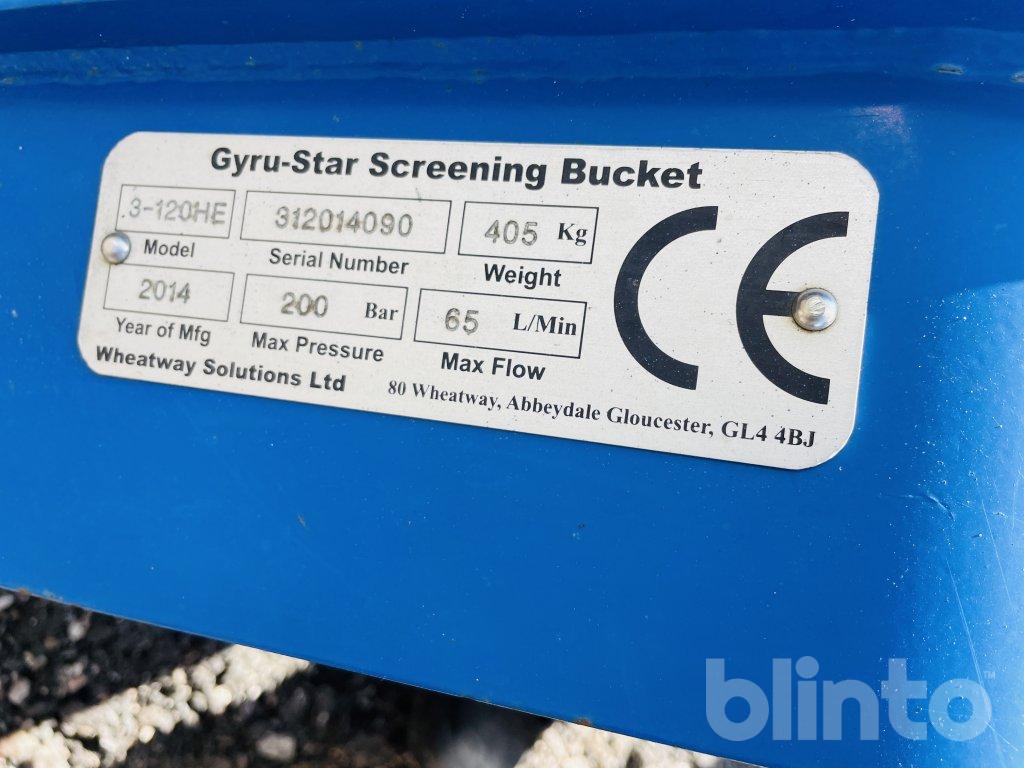 Gyru-Star Screening Bucket
.3-120HE 312014090 405 Kg
Model Serial Number Weight
2014 200 Bar 65 L/Min
Year of Mfg Max Pressure Max Flow
CE
Wheatway Solutions Ltd 80 Wheatway, Abbeydale Gloucester, GL4 4BJ
blinto™